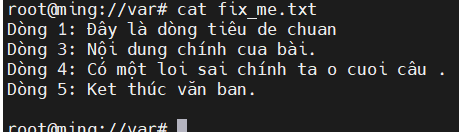 root@ming://var# cat fix_me.txt
Dòng 1: Đây là dòng tiêu de chuan
Dòng 3: Nội dung chính cua bài.
Dòng 4: Có một loi sai chính ta o cuoi câu .
Dòng 5: Ket thúc văn ban.
root@ming://var#